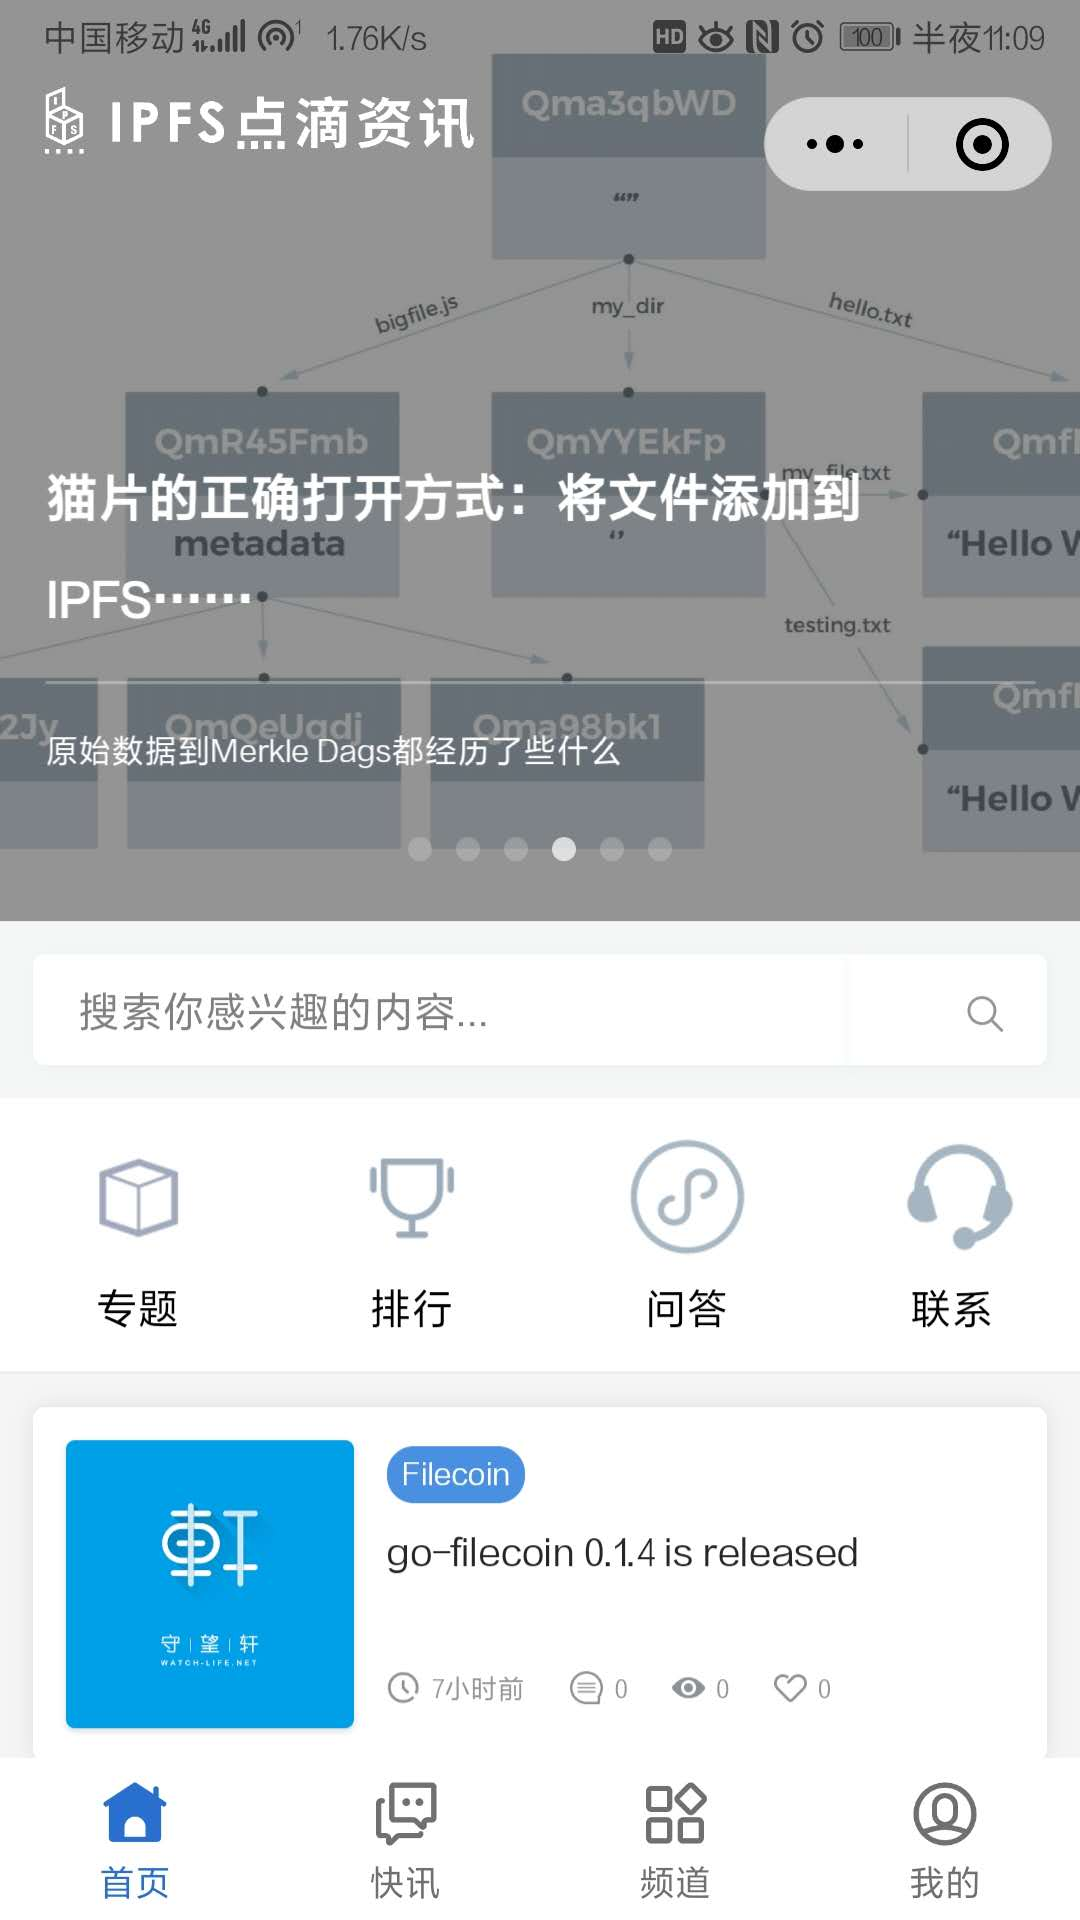 中国移动 4G 1 1.76K/s HD 100 半夜11:09
IPFS点滴资讯
Qma3qbWD
“”
bigfile.js
my_dir
hello.txt
QmR45Fmb
QmYYEkFp
my_file.txt
猫片的正确打开方式：将文件添加到
metadata
‘’
“Hello W
IPFS······
testing.txt
2Jy
QmQeUqdj
Qma98bk1
原始数据到Merkle Dags都经历了些什么
“Hello W
搜索你感兴趣的内容...
专题
排行
问答
联系
Filecoin
go-filecoin 0.1.4 is released
守|望|轩
WATCH-LIFE.NET
7小时前 0 0 0
首页
快讯
频道
我的